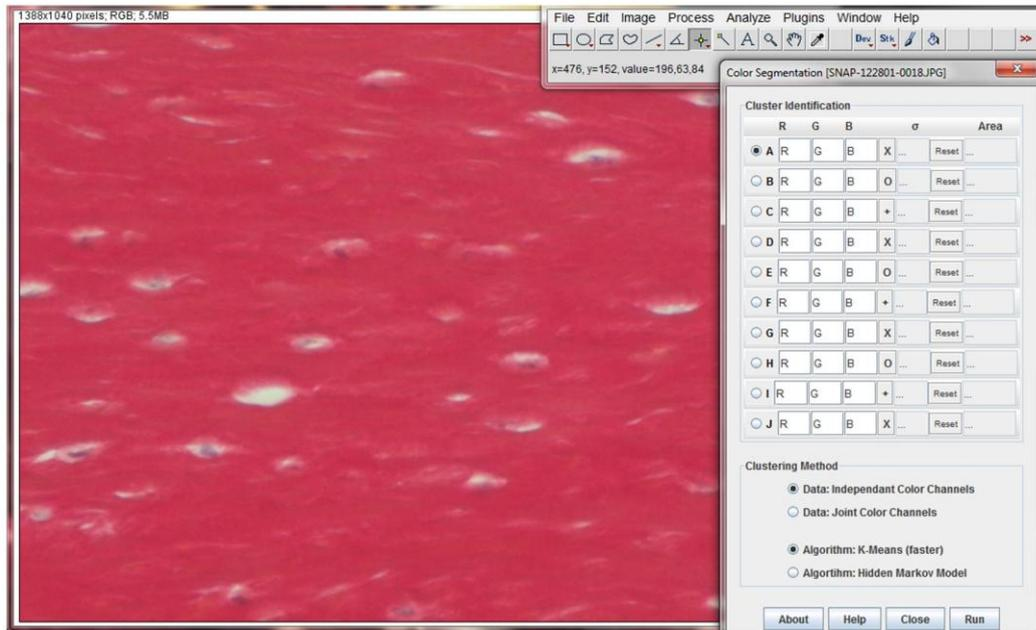 1388x1040 pixels; RGB; 5.5MB
File Edit Image Process Analyze Plugins Window Help
A Dev. Stk >>
x=476, y=152, value=196,63,84
Color Segmentation [SNAP-122801-0018.JPG]
Cluster Identification
R G B σ Area
A R G B X ... Reset ...
B R G B O ... Reset ...
C R G B + ... Reset ...
D R G B X ... Reset ...
E R G B O ... Reset ...
F R G B + ... Reset ...
G R G B X ... Reset ...
H R G B O ... Reset ...
I R G B + ... Reset ...
J R G B X ... Reset ...
Clustering Method
Data: Independant Color Channels
Data: Joint Color Channels
Algorithm: K-Means (faster)
Algortihm: Hidden Markov Model
About Help Close Run